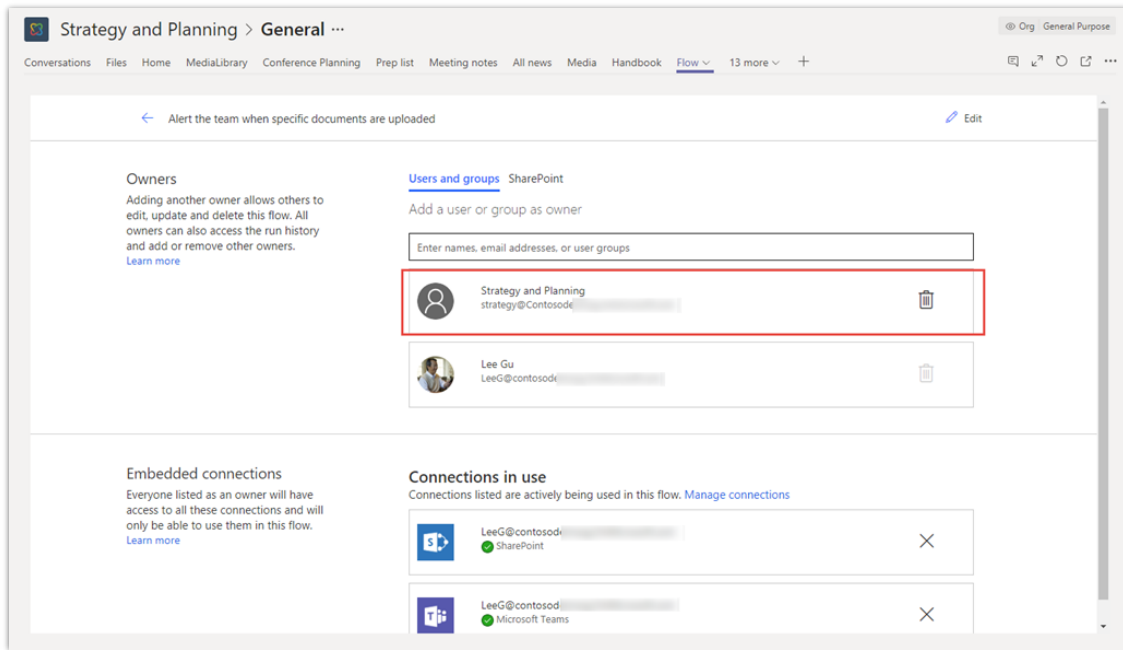 Strategy and Planning > General ...
Org General Purpose
Conversations Files Home MediaLibrary Conference Planning Prep list Meeting notes All news Media Handbook Flow 13 more +
Alert the team when specific documents are uploaded
Edit
Owners
Adding another owner allows others to
edit, update and delete this flow. All
owners can also access the run history
and add or remove other owners.
Learn more
Users and groups SharePoint
Add a user or group as owner
Enter names, email addresses, or user groups
Strategy and Planning
strategy@Contosode
Lee Gu
LeeG@contosode
Embedded connections
Everyone listed as an owner will have
access to all these connections and will
only be able to use them in this flow.
Learn more
Connections in use
Connections listed are actively being used in this flow. Manage connections
LeeG@contosod
SharePoint
LeeG@contosod
Microsoft Teams